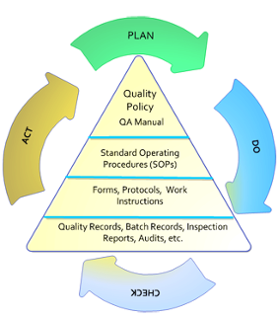 PLAN
ACT
DO
Quality
Policy
QA Manual
Standard Operating
Procedures (SOPs)
Forms, Protocols, Work
Instructions
Quality Records, Batch Records, Inspection
Reports, Audits, etc.
CHECK